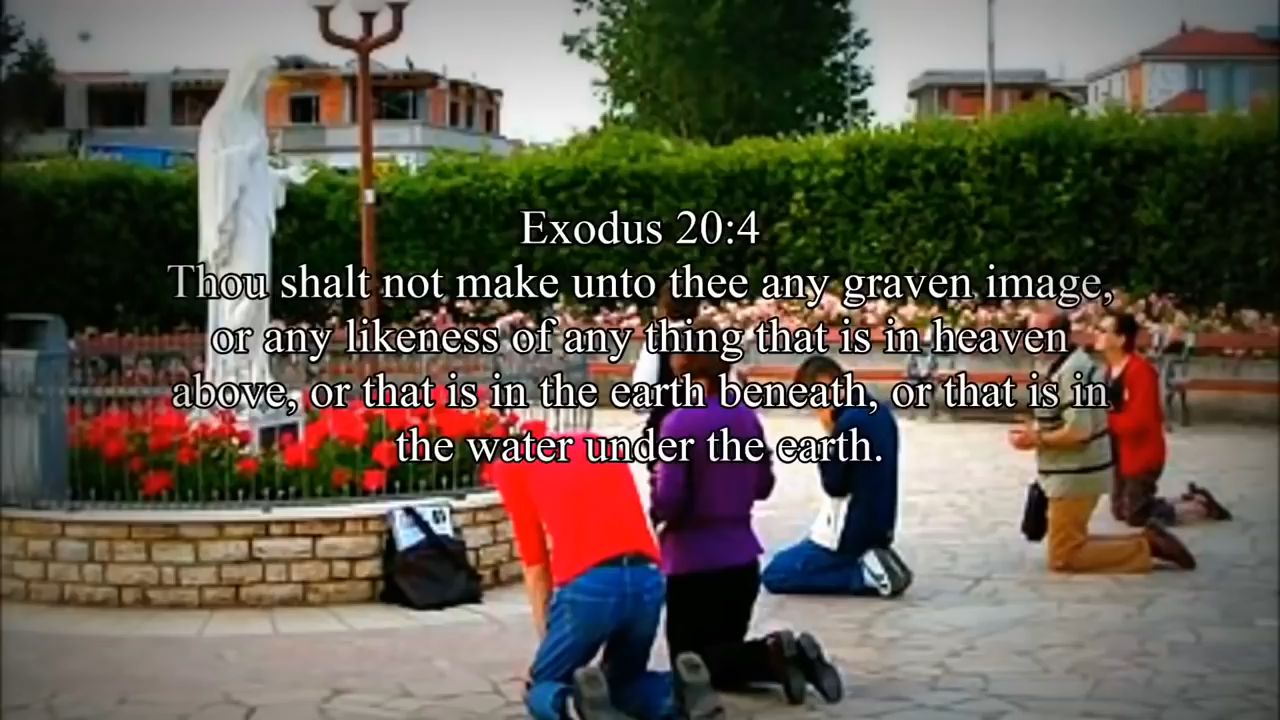 Exodus 20:4
Thou shalt not make unto thee any graven image,
or any likeness of any thing that is in heaven
above, or that is in the earth beneath, or that is in
the water under the earth.